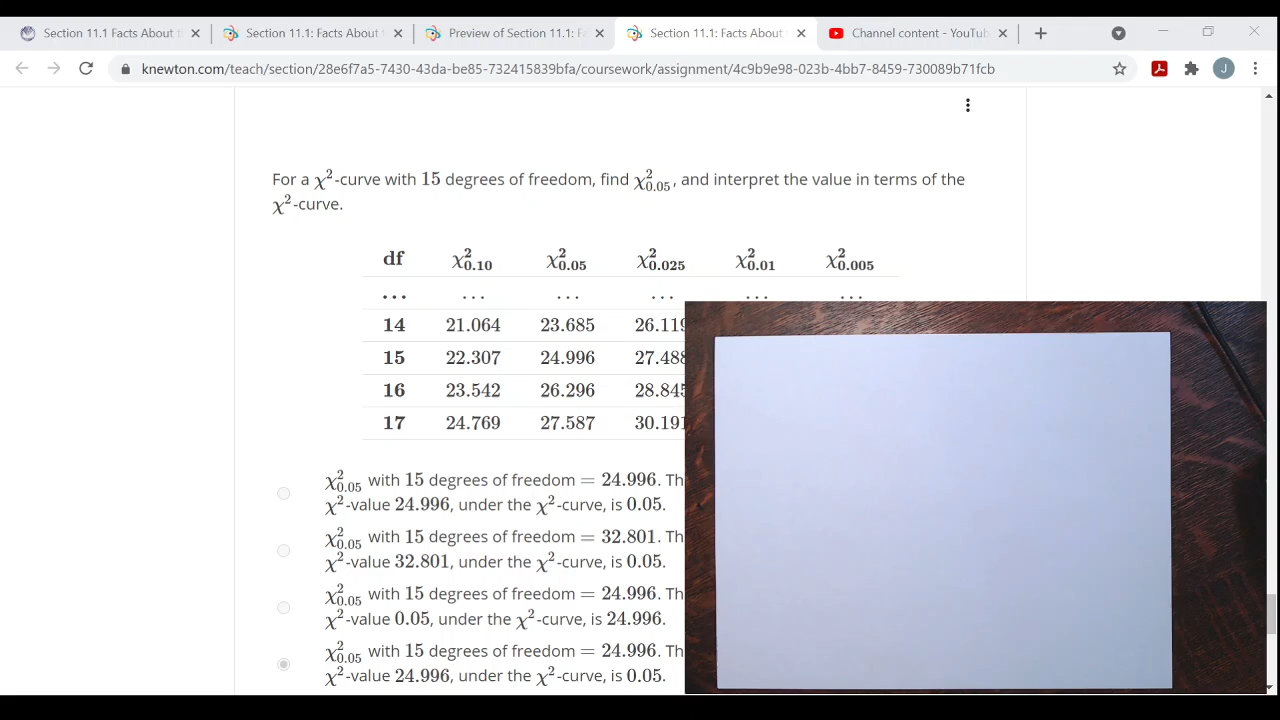 Section 11.1 Facts About
Section 11.1: Facts About
Preview of Section 11.1:
Section 11.1: Facts About
Channel content - YouTub
knewton.com/teach/section/28e6f7a5-7430-43da-be85-732415839bfa/coursework/assignment/4c9b9e98-023b-4bb7-8459-730089b71fcb
J
For a χ²-curve with 15 degrees of freedom, find χ²₀.₀₅, and interpret the value in terms of the
χ²-curve.
df χ²₀.₁₀ χ²₀.₀₅ χ²₀.₀₂₅ χ²₀.₀₁ χ²₀.₀₀₅
... ... ... ... ... ...
14 21.064 23.685 26.119
15 22.307 24.996 27.488
16 23.542 26.296 28.845
17 24.769 27.587 30.191
χ²₀.₀₅ with 15 degrees of freedom = 24.996. Th
χ²-value 24.996, under the χ²-curve, is 0.05.
χ²₀.₀₅ with 15 degrees of freedom = 32.801. Th
χ²-value 32.801, under the χ²-curve, is 0.05.
χ²₀.₀₅ with 15 degrees of freedom = 24.996. Th
χ²-value 0.05, under the χ²-curve, is 24.996.
χ²₀.₀₅ with 15 degrees of freedom = 24.996. Th
χ²-value 24.996, under the χ²-curve, is 0.05.